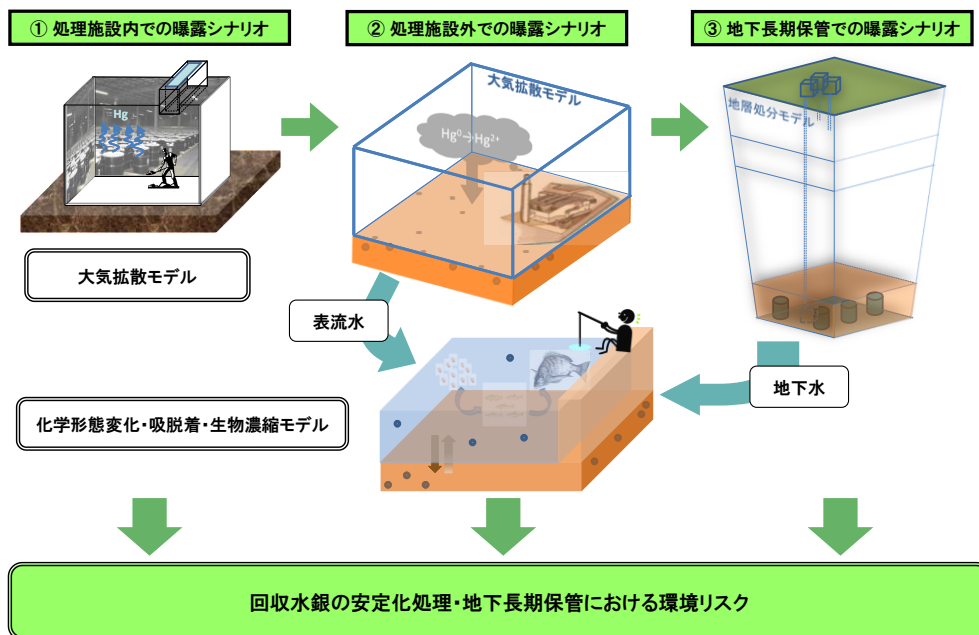 ① 処理施設内での曝露シナリオ
② 処理施設外での曝露シナリオ
③ 地下長期保管での曝露シナリオ
Hg
大気拡散モデル
大気拡散モデル
Hg⁰→Hg²⁺
地層処分モデル
表流水
地下水
化学形態変化・吸脱着・生物濃縮モデル
回収水銀の安定化処理・地下長期保管における環境リスク